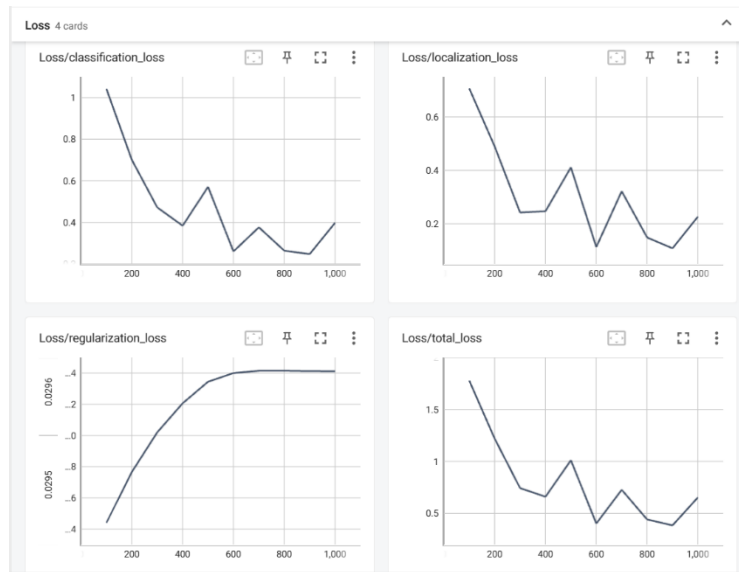 Loss 4 cards
Loss/classification_loss
1
0.8
0.6
0.4
200 400 600 800 1,000
Loss/localization_loss
0.6
0.4
0.2
200 400 600 800 1,000
Loss/regularization_loss
0.0296
0.0295
...4
...2
...0
...8
...6
...4
200 400 600 800 1,000
Loss/total_loss
1.5
1
0.5
200 400 600 800 1,000